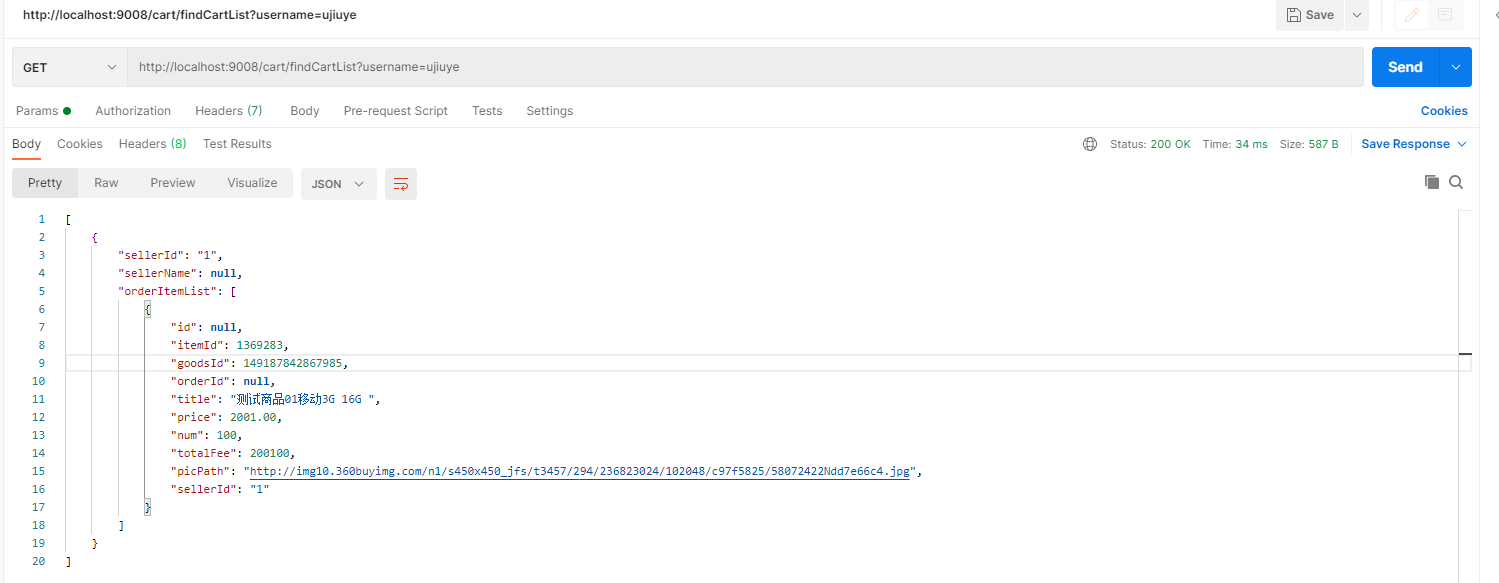 http://localhost:9008/cart/findCartList?username=ujiuye Save
GET http://localhost:9008/cart/findCartList?username=ujiuye Send
Params Authorization Headers (7) Body Pre-request Script Tests Settings Cookies
Body Cookies Headers (8) Test Results Status: 200 OK Time: 34 ms Size: 587 B Save Response
Pretty Raw Preview Visualize JSON
1 [
2 {
3 "sellerId": "1",
4 "sellerName": null,
5 "orderItemList": [
6 {
7 "id": null,
8 "itemId": 1369283,
9 "goodsId": 149187842867985,
10 "orderId": null,
11 "title": "测试商品01移动3G 16G ",
12 "price": 2001.00,
13 "num": 100,
14 "totalFee": 200100,
15 "picPath": "http://img10.360buyimg.com/n1/s450x450_jfs/t3457/294/236823024/102048/c97f5825/58072422Ndd7e66c4.jpg",
16 "sellerId": "1"
17 }
18 ]
19 }
20 ]